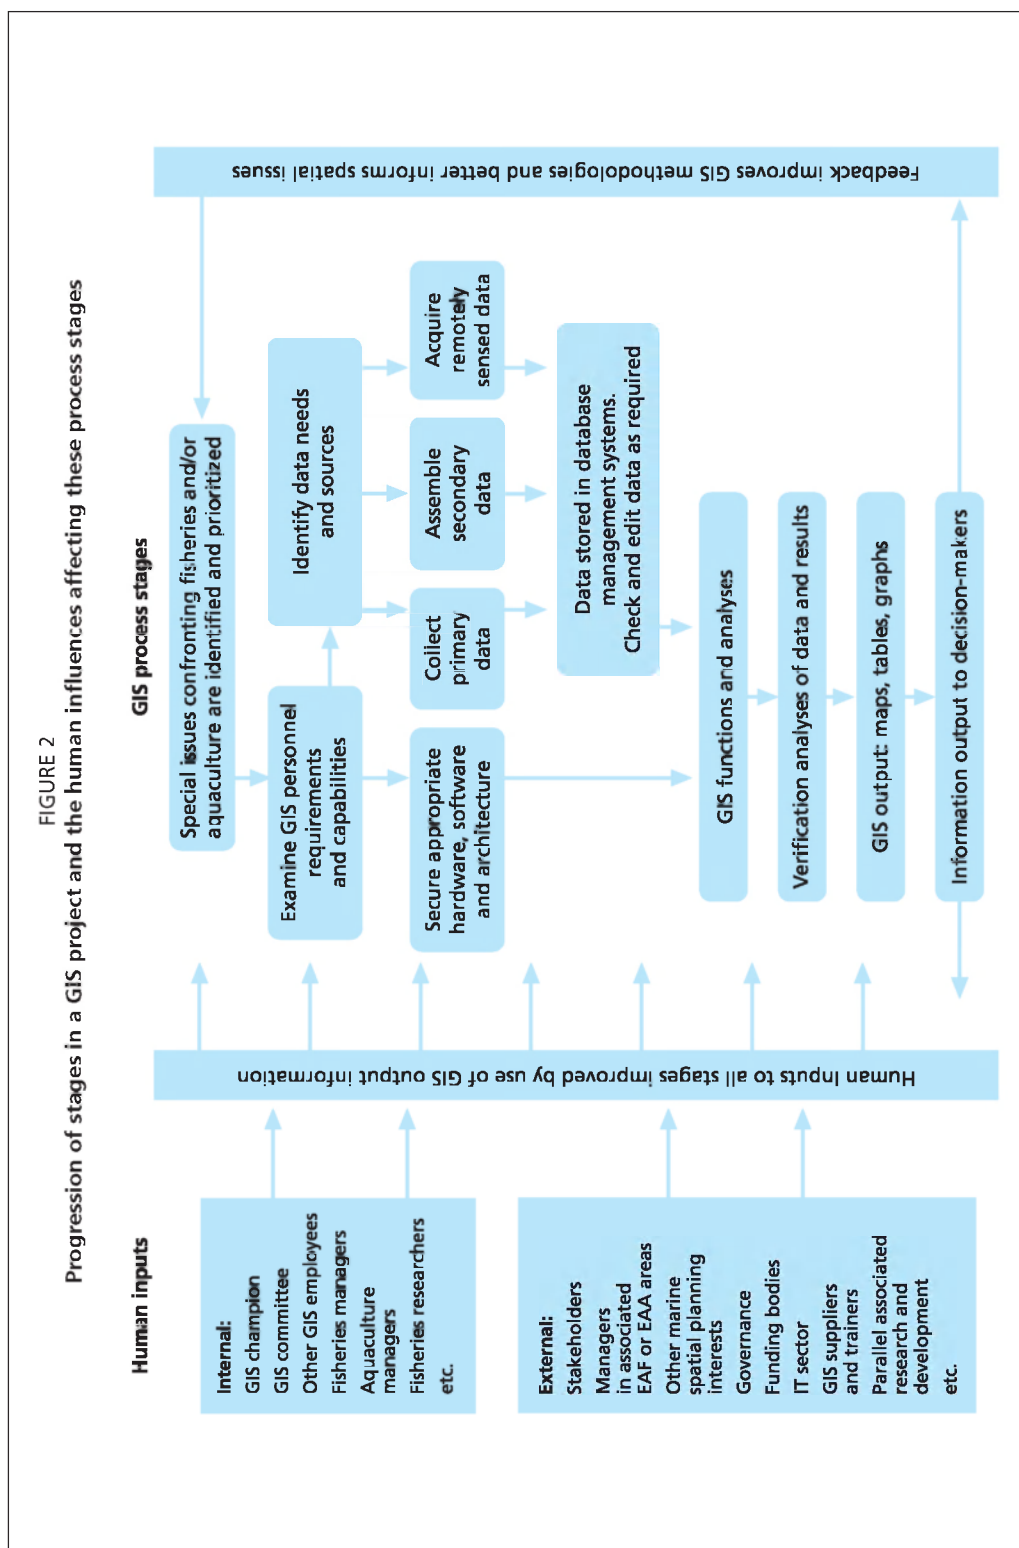 FIGURE 2
Progression of stages in a GIS project and the human influences affecting these process stages
Human inputs
Internal:
GIS champion
GIS committee
Other GIS employees
Fisheries managers
Aquaculture
managers
Fisheries researchers
etc.
External:
Stakeholders
Managers
in associated
EAF or EAA areas
Other marine
spatial planning
interests
Governance
Funding bodies
IT sector
GIS suppliers
and trainers
Parallel associated
research and
development
etc.
Human Inputs to all stages improved by use of GIS output information
GIS process stages
Special issues confronting fisheries and/or
aquaculture are identified and prioritized
Examine GIS personnel
requirements
and capabilities
Identify data needs
and sources
Secure appropriate
hardware, software
and architecture
Collect
primary
data
Assemble
secondary
data
Acquire
remotely
sensed data
Data stored in database
management systems.
Check and edit data as required
GIS functions and analyses
Verification analyses of data and results
GIS output: maps, tables, graphs
Information output to decision-makers
Feedback improves GIS methodologies and better informs spatial issues